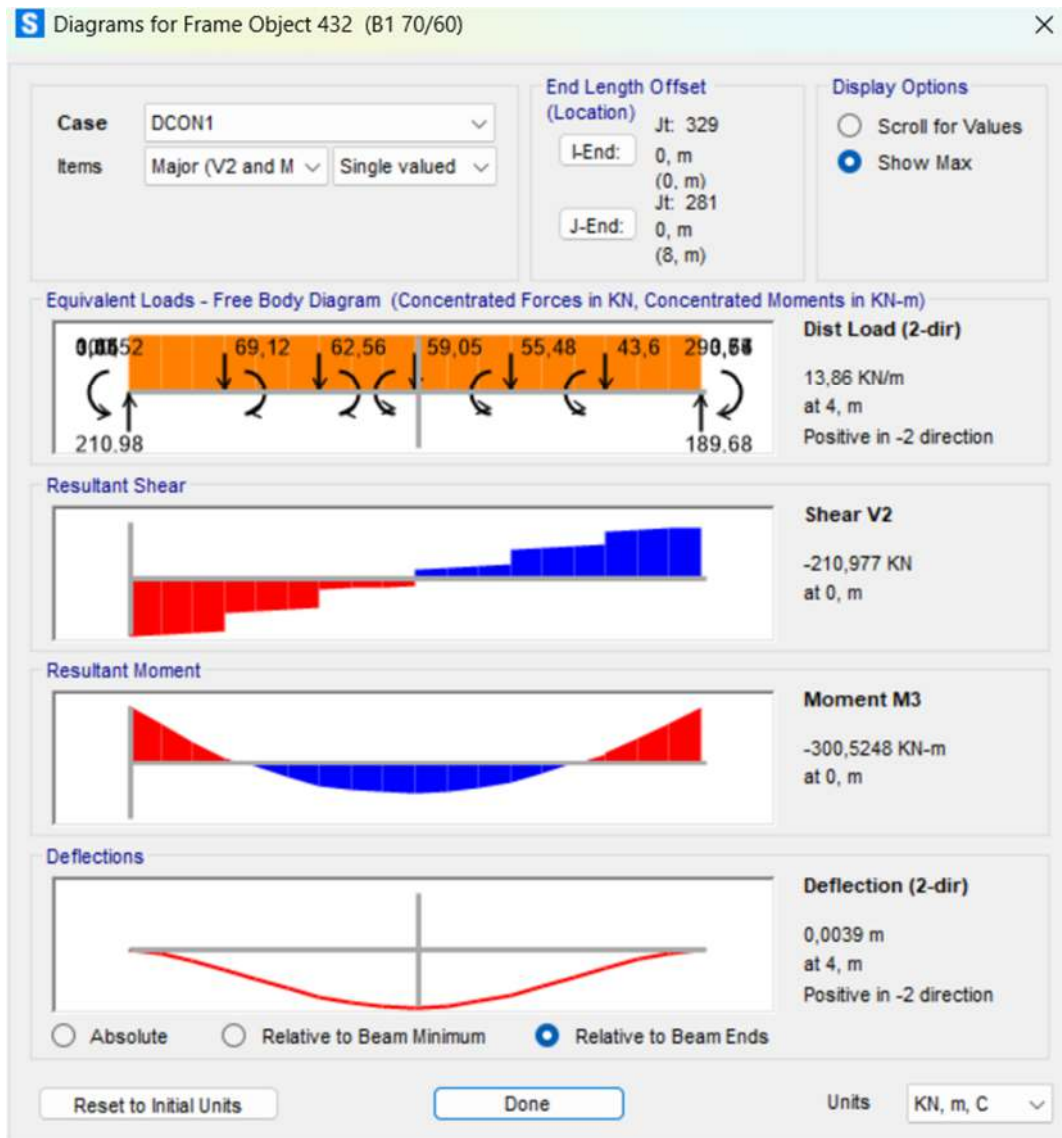 S Diagrams for Frame Object 432 (B1 70/60)
Case DCON1
Items Major (V2 and M Single valued
End Length Offset
(Location)
I-End: Jt: 329
0, m
(0, m)
J-End: Jt: 281
0, m
(8, m)
Display Options
Scroll for Values
Show Max
Equivalent Loads - Free Body Diagram (Concentrated Forces in KN, Concentrated Moments in KN-m)
69,12 62,56 59,05 55,48 43,6
210.98 189.68
Dist Load (2-dir)
13,86 KN/m
at 4, m
Positive in -2 direction
Resultant Shear
Shear V2
-210,977 KN
at 0, m
Resultant Moment
Moment M3
-300,5248 KN-m
at 0, m
Deflections
Deflection (2-dir)
0,0039 m
at 4, m
Positive in -2 direction
Absolute Relative to Beam Minimum Relative to Beam Ends
Reset to Initial Units Done Units KN, m, C